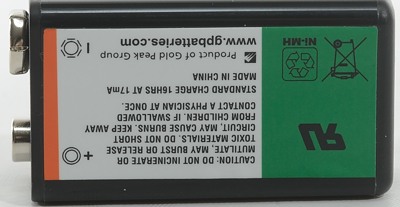 CAUTION: DO NOT INCINERATE OR
MUTILATE, MAY BURST OR RELEASE
TOXIC MATERIALS. DO NOT SHORT
CIRCUIT, MAY CAUSE BURNS. KEEP AWAY
FROM CHILDREN. IF SWALLOWED
CONTACT A PHYSICIAN AT ONCE.
STANDARD CHARGE 16HRS AT 17mA
MADE IN CHINA
Product of Gold Peak Group
www.gpbatteries.com
+
-
RU
NI-MH